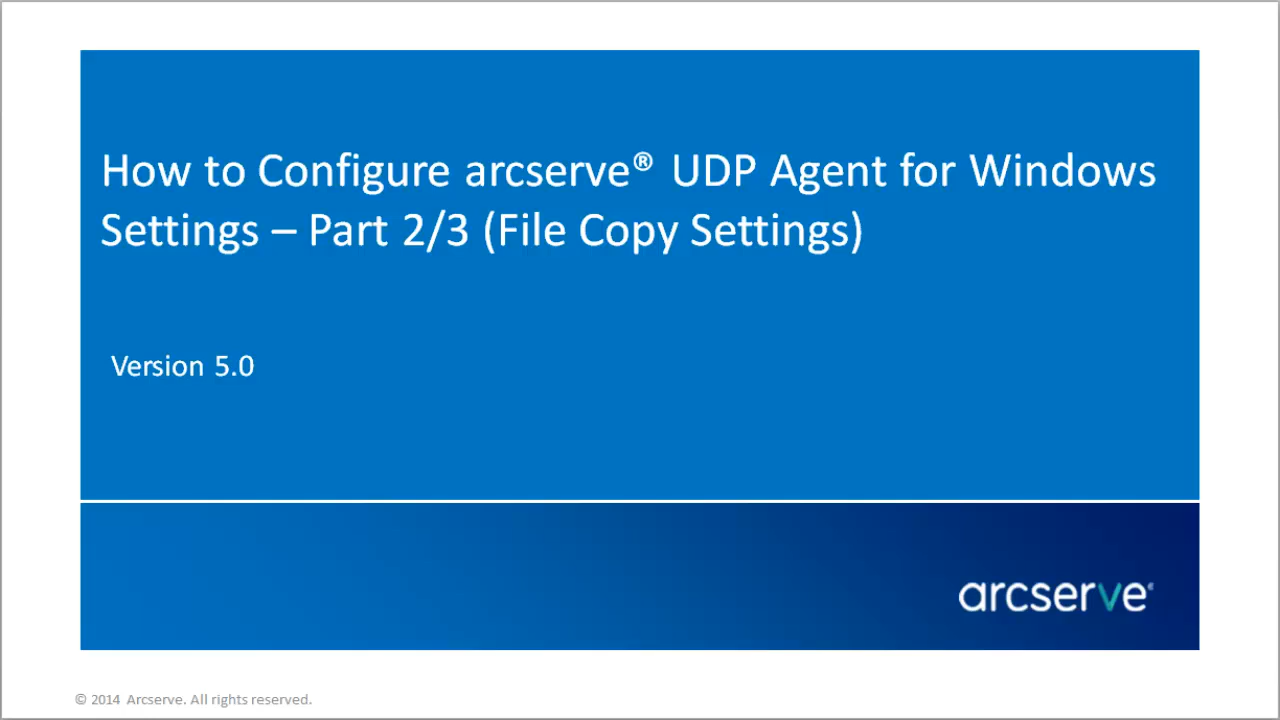 How to Configure arcserve® UDP Agent for Windows
Settings – Part 2/3 (File Copy Settings)
Version 5.0
arcserve®
© 2014 Arcserve. All rights reserved.